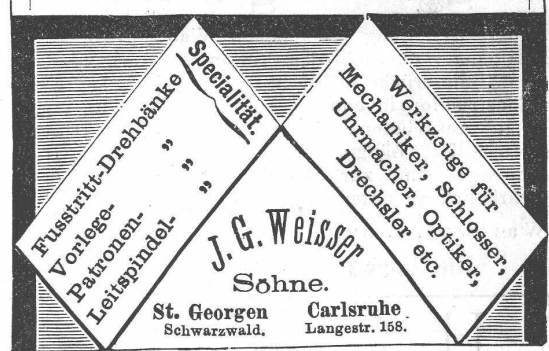 Specialität.
Fusstritt-Drehbänke
Vorlege- „
Patronen- „
Leitspindel- „
Werkzeuge für
Mechaniker, Schlosser,
Uhrmacher, Optiker,
Drechsler etc.
J. G. Weisser
Söhne.
St. Georgen
Schwarzwald.
Carlsruhe
Langestr. 158.